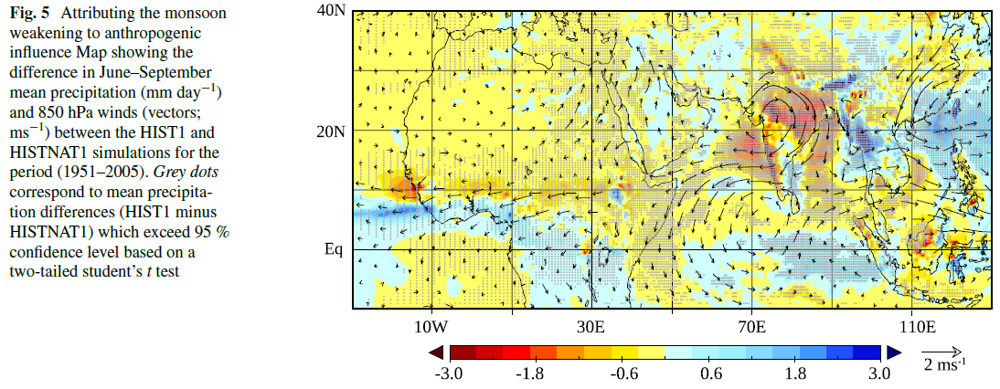 Fig. 5 Attributing the monsoon
weakening to anthropogenic
influence Map showing the
difference in June–September
mean precipitation (mm day−1)
and 850 hPa winds (vectors;
ms−1) between the HIST1 and
HISTNAT1 simulations for the
period (1951–2005). Grey dots
correspond to mean precipita-
tion differences (HIST1 minus
HISTNAT1) which exceed 95 %
confidence level based on a
two-tailed student's t test
40N
20N
Eq
10W 30E 70E 110E
-3.0 -1.8 -0.6 0.6 1.8 3.0
2 ms-1